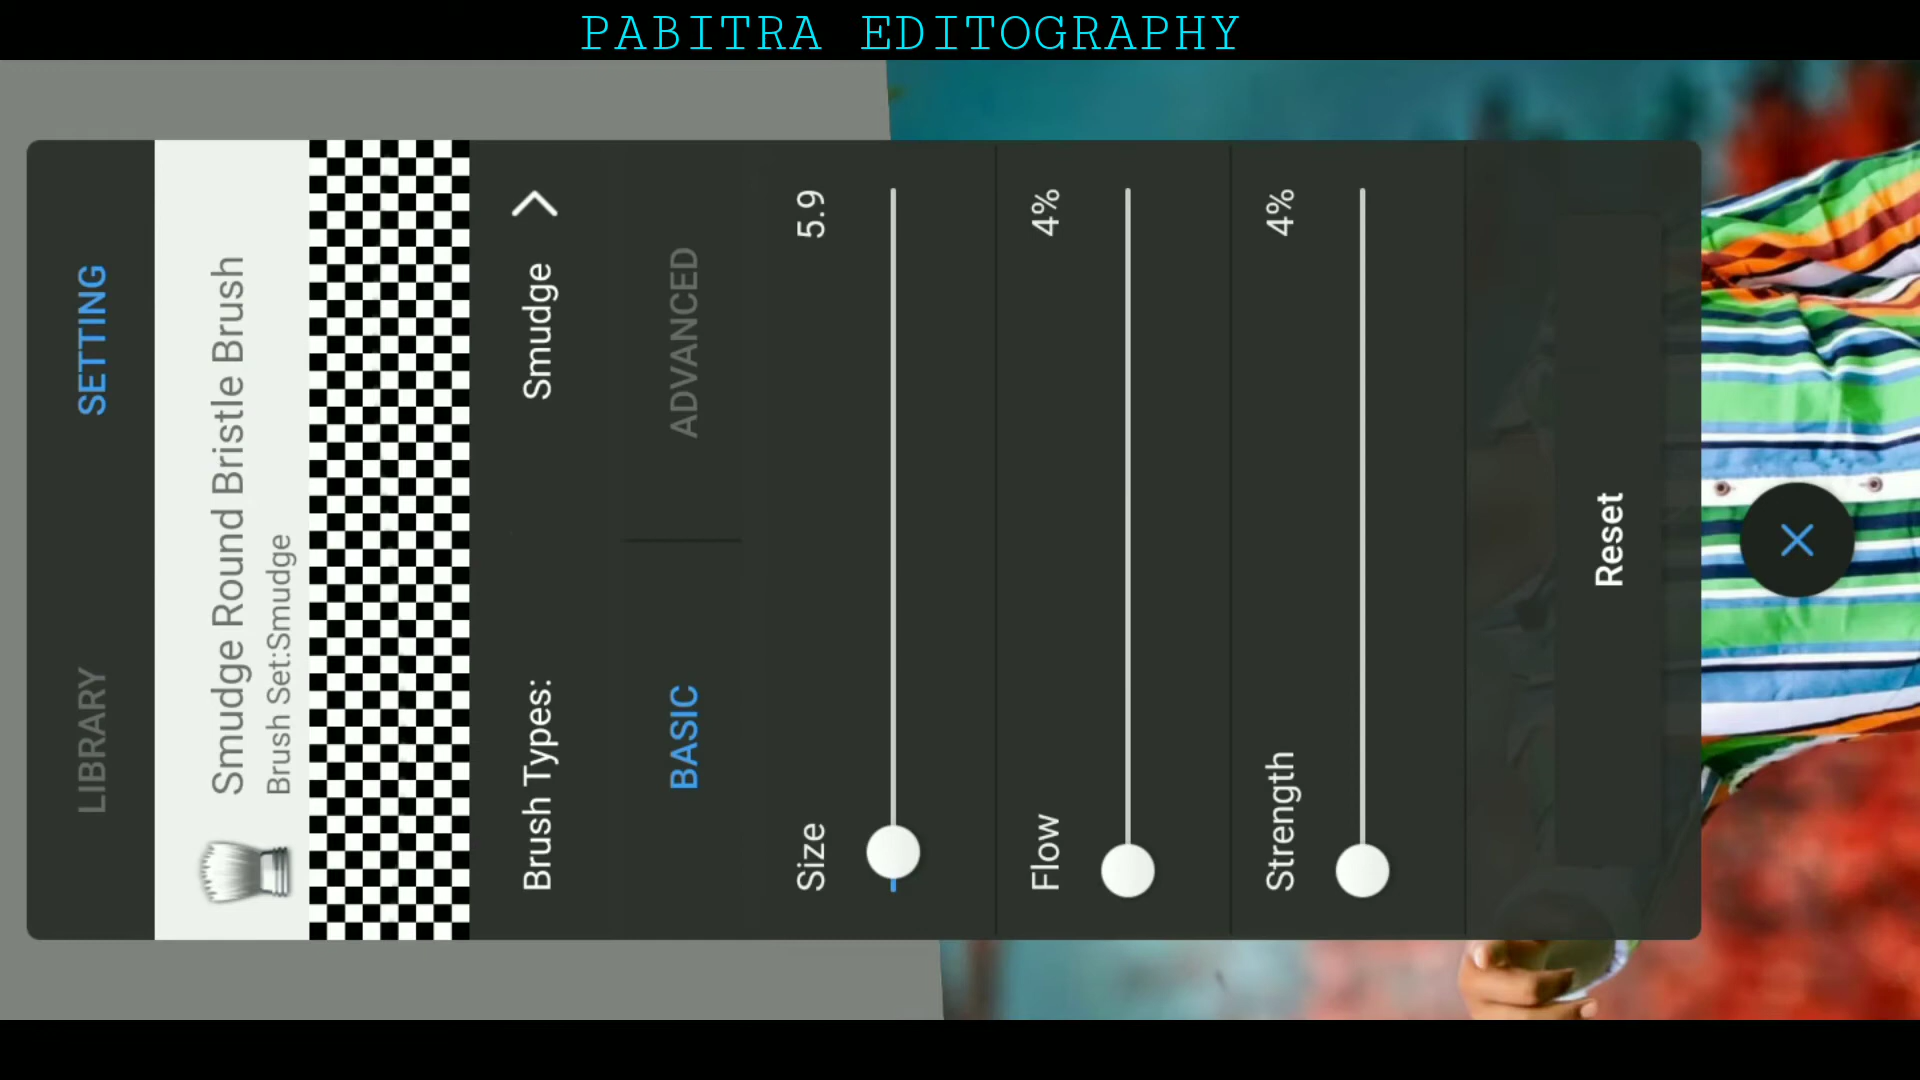 PABITRA EDITOGRAPHY
LIBRARY
SETTING
Smudge Round Bristle Brush
Brush Set:Smudge
Brush Types:
Smudge
BASIC
ADVANCED
Size
5.9
Flow
4%
Strength
4%
Reset